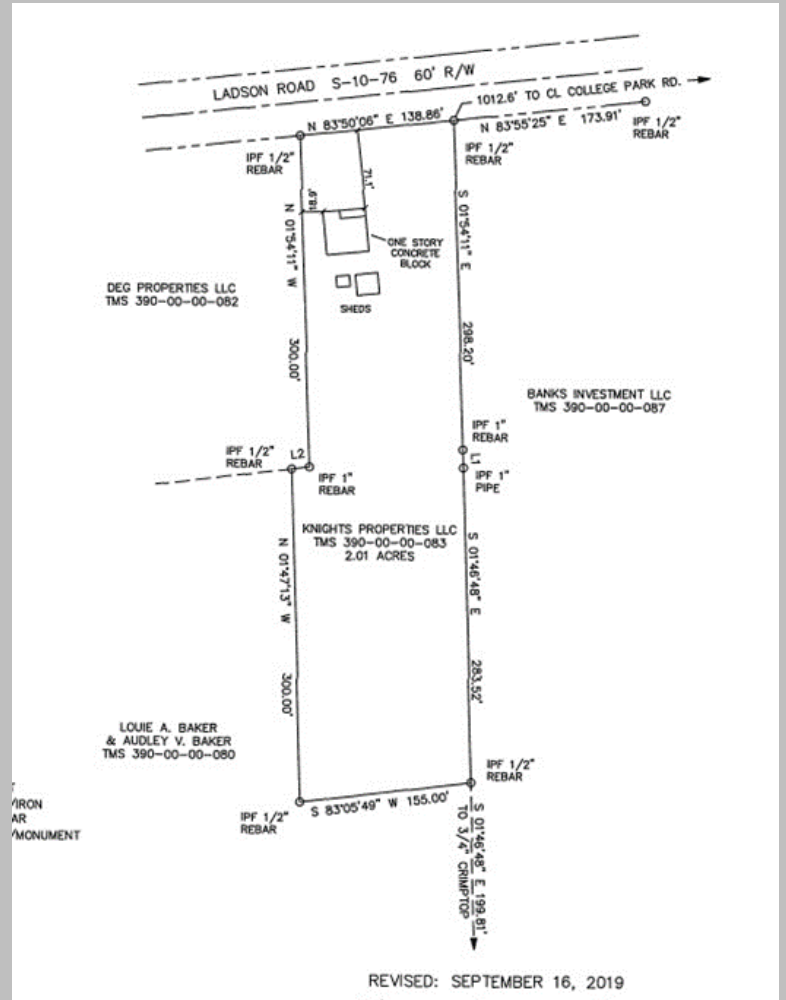 LADSON ROAD S-10-76 60' R/W
1012.6' TO CL COLLEGE PARK RD.
N 83°50'06" E 138.86'
N 83°55'25" E 173.91'
IPF 1/2"
REBAR
IPF 1/2"
REBAR
IPF 1/2"
REBAR
71.1'
18.9'
N 01°54'11" W
300.00'
S 01°54'11" E
298.20'
ONE STORY
CONCRETE
BLOCK
SHEDS
DEG PROPERTIES LLC
TMS 390-00-00-082
BANKS INVESTMENT LLC
TMS 390-00-00-087
IPF 1"
REBAR
L1
IPF 1"
PIPE
IPF 1/2"
REBAR
L2
IPF 1"
REBAR
KNIGHTS PROPERTIES LLC
TMS 390-00-00-083
2.01 ACRES
N 01°47'13" W
300.00'
S 01°46'48" E
283.52'
LOUIE A. BAKER
& AUDLEY V. BAKER
TMS 390-00-00-080
IPF 1/2"
REBAR
/IRON
AR
/MONUMENT
IPF 1/2"
REBAR
S 83°05'49" W 155.00'
S 01°46'48" E 199.81'
TO 3/4" CRIMPTOP
REVISED: SEPTEMBER 16, 2019